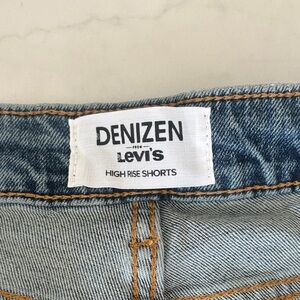 DENIZEN
FROM
Levi's
HIGH RISE SHORTS